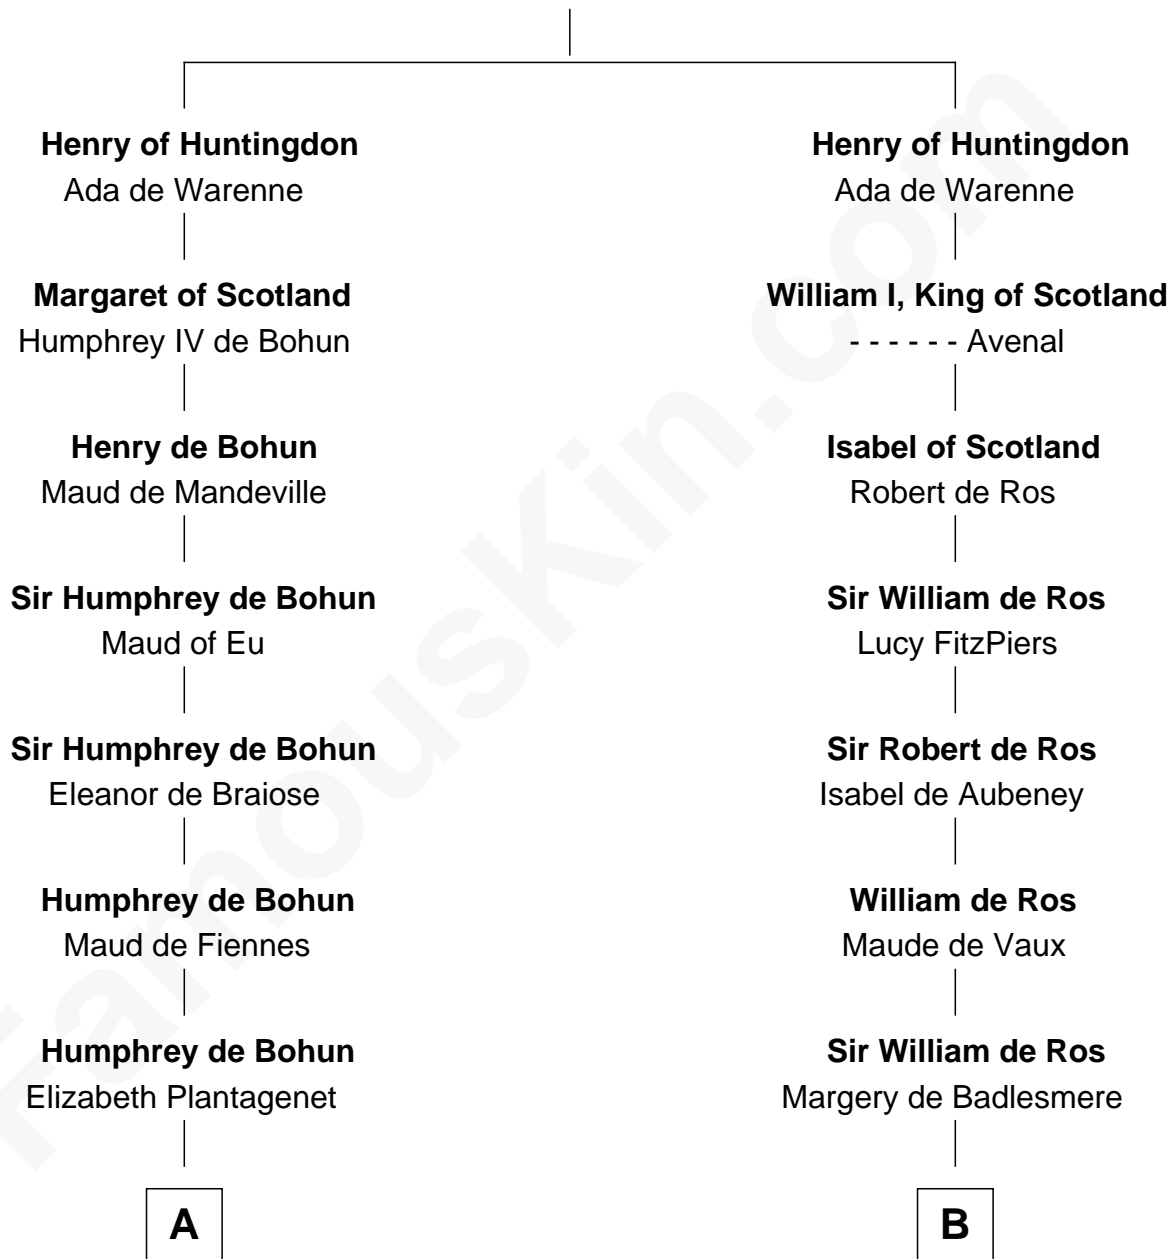 Henry of Huntingdon
Ada de Warenne
Margaret of Scotland
Humphrey IV de Bohun
Henry de Bohun
Maud de Mandeville
Sir Humphrey de Bohun
Maud of Eu
Sir Humphrey de Bohun
Eleanor de Braiose
Humphrey de Bohun
Maud de Fiennes
Humphrey de Bohun
Elizabeth Plantagenet
A
Henry of Huntingdon
Ada de Warenne
William I, King of Scotland
- - - - - - Avenal
Isabel of Scotland
Robert de Ros
Sir William de Ros
Lucy FitzPiers
Sir Robert de Ros
Isabel de Aubeney
William de Ros
Maude de Vaux
Sir William de Ros
Margery de Badlesmere
B
FamousKin.com